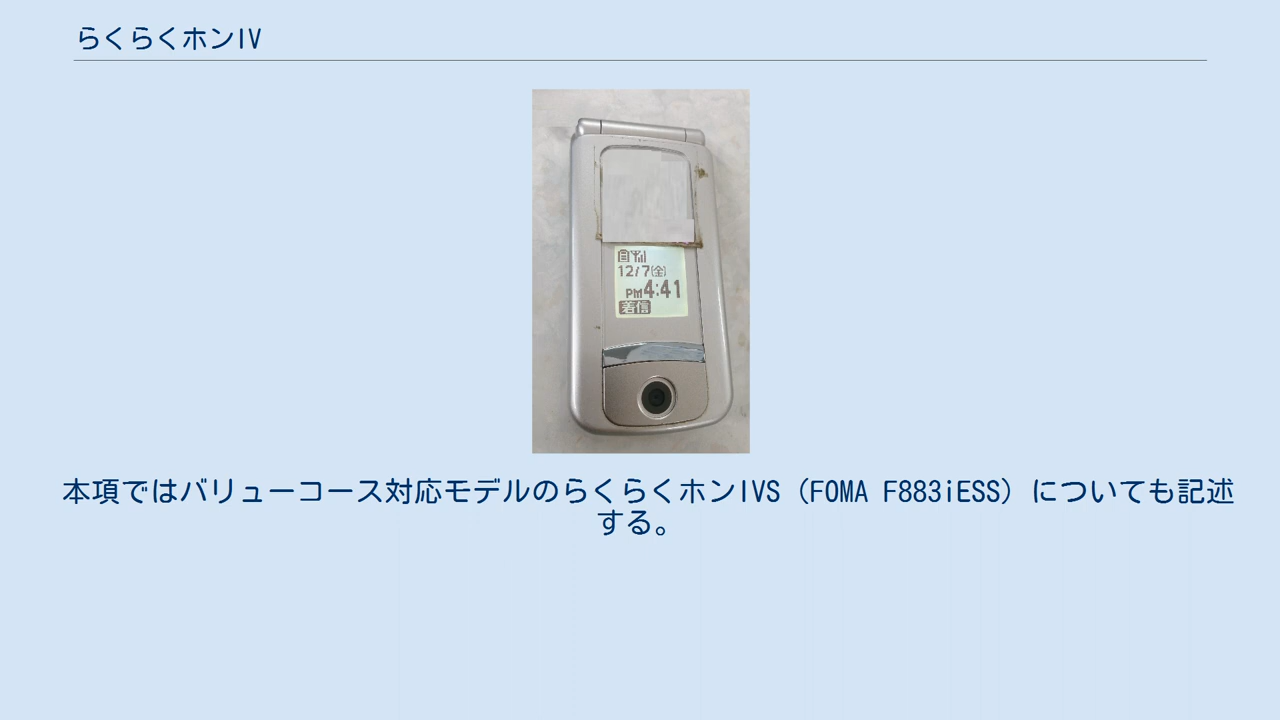 らくらくホンIV
12/7(金)
PM4:41
着信
本項ではバリューコース対応モデルのらくらくホンIVS（FOMA F883iESS）についても記述
する。